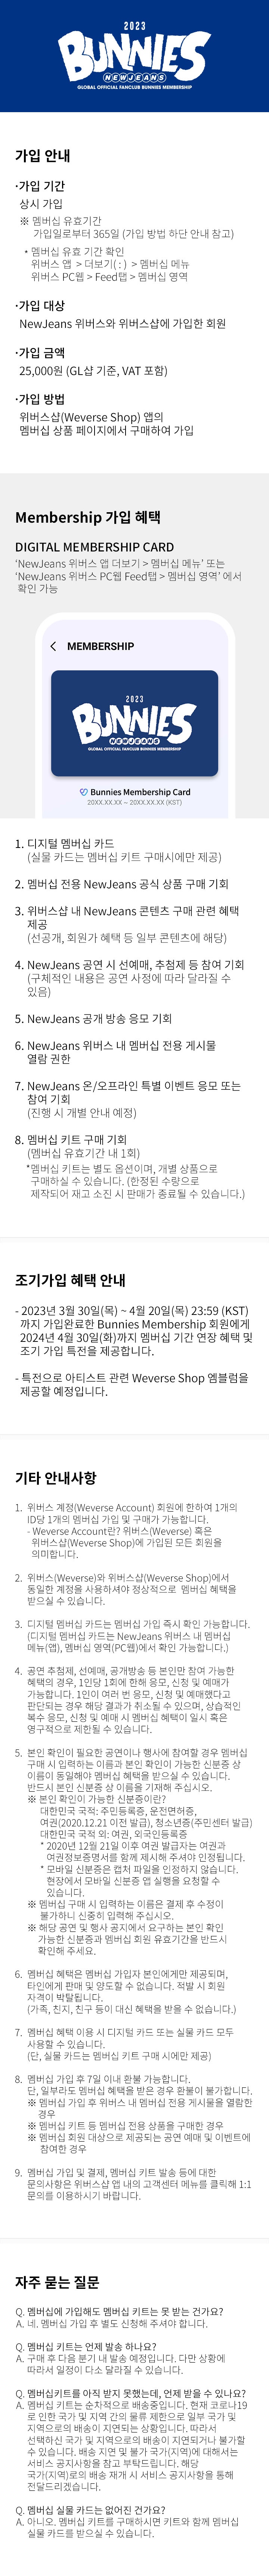 2023
BUNNIES
NEWJEANS
GLOBAL OFFICIAL FANCLUB BUNNIES MEMBERSHIP
가입 안내
·가입 기간
상시 가입
※ 멤버십 유효기간
가입일로부터 365일 (가입 방법 하단 안내 참고)
* 멤버십 유효 기간 확인
위버스 앱 > 더보기(:) > 멤버십 메뉴
위버스 PC웹 > Feed탭 > 멤버십 영역
·가입 대상
NewJeans 위버스와 위버스샵에 가입한 회원
·가입 금액
25,000원 (GL샵 기준, VAT 포함)
·가입 방법
위버스샵(Weverse Shop) 앱의
멤버십 상품 페이지에서 구매하여 가입
Membership 가입 혜택
DIGITAL MEMBERSHIP CARD
‘NewJeans 위버스 앱 더보기 > 멤버십 메뉴’ 또는
‘NewJeans 위버스 PC웹 Feed탭 > 멤버십 영역’ 에서
확인 가능
< MEMBERSHIP
2023
BUNNIES
NEWJEANS
GLOBAL OFFICIAL FANCLUB BUNNIES MEMBERSHIP
Bunnies Membership Card
20XX.XX.XX ~ 20XX.XX.XX (KST)
1. 디지털 멤버십 카드
(실물 카드는 멤버십 키트 구매시에만 제공)
2. 멤버십 전용 NewJeans 공식 상품 구매 기회
3. 위버스샵 내 NewJeans 콘텐츠 구매 관련 혜택
제공
(선공개, 회원가 혜택 등 일부 콘텐츠에 해당)
4. NewJeans 공연 시 선예매, 추첨제 등 참여 기회
(구체적인 내용은 공연 사정에 따라 달라질 수
있음)
5. NewJeans 공개 방송 응모 기회
6. NewJeans 위버스 내 멤버십 전용 게시물
열람 권한
7. NewJeans 온/오프라인 특별 이벤트 응모 또는
참여 기회
(진행 시 개별 안내 예정)
8. 멤버십 키트 구매 기회
(멤버십 유효기간 내 1회)
*멤버십 키트는 별도 옵션이며, 개별 상품으로
구매하실 수 있습니다. (한정된 수량으로
제작되어 재고 소진 시 판매가 종료될 수 있습니다.)
조기가입 혜택 안내
- 2023년 3월 30일(목) ~ 4월 20일(목) 23:59 (KST)
까지 가입완료한 Bunnies Membership 회원에게
2024년 4월 30일(화)까지 멤버십 기간 연장 혜택 및
조기 가입 특전을 제공합니다.
- 특전으로 아티스트 관련 Weverse Shop 엠블럼을
제공할 예정입니다.
기타 안내사항
1. 위버스 계정(Weverse Account) 회원에 한하여 1개의
ID당 1개의 멤버십 가입 및 구매가 가능합니다.
- Weverse Account란? 위버스(Weverse) 혹은
위버스샵(Weverse Shop)에 가입된 모든 회원을
의미합니다.
2. 위버스(Weverse)와 위버스샵(Weverse Shop)에서
동일한 계정을 사용하셔야 정상적으로 멤버십 혜택을
받으실 수 있습니다.
3. 디지털 멤버십 카드는 멤버십 가입 즉시 확인 가능합니다.
(디지털 멤버십 카드는 NewJeans 위버스 내 멤버십
메뉴(앱), 멤버십 영역(PC웹)에서 확인 가능합니다.)
4. 공연 추첨제, 선예매, 공개방송 등 본인만 참여 가능한
혜택의 경우, 1인당 1회에 한해 응모, 신청 및 예매가
가능합니다. 1인이 여러 번 응모, 신청 및 예매했다고
판단되는 경우 해당 결과가 취소될 수 있으며, 상습적인
복수 응모, 신청 및 예매 시 멤버십 혜택이 일시 혹은
영구적으로 제한될 수 있습니다.
5. 본인 확인이 필요한 공연이나 행사에 참여할 경우 멤버십
구매 시 입력하는 이름과 본인 확인이 가능한 신분증 상
이름이 동일해야 멤버십 혜택을 받으실 수 있습니다.
반드시 본인 신분증 상 이름을 기재해 주십시오.
※ 본인 확인이 가능한 신분증이란?
대한민국 국적: 주민등록증, 운전면허증,
여권(2020.12.21 이전 발급), 청소년증(주민센터 발급)
대한민국 국적 외: 여권, 외국인등록증
* 2020년 12월 21일 이후 여권 발급자는 여권과
여권정보증명서를 함께 제시해 주셔야 인정됩니다.
* 모바일 신분증은 캡처 파일을 인정하지 않습니다.
현장에서 모바일 신분증 앱 실행을 요청할 수
있습니다.
※ 멤버십 구매 시 입력하는 이름은 결제 후 수정이
불가하니 신중히 입력해 주십시오.
※ 해당 공연 및 행사 공지에서 요구하는 본인 확인
가능한 신분증과 멤버십 회원 유효기간을 반드시
확인해 주세요.
6. 멤버십 혜택은 멤버십 가입자 본인에게만 제공되며,
타인에게 판매 및 양도할 수 없습니다. 적발 시 회원
자격이 박탈됩니다.
(가족, 친지, 친구 등이 대신 혜택을 받을 수 없습니다.)
7. 멤버십 혜택 이용 시 디지털 카드 또는 실물 카드 모두
사용할 수 있습니다.
(단, 실물 카드는 멤버십 키트 구매 시에만 제공)
8. 멤버십 가입 후 7일 이내 환불 가능합니다.
단, 일부라도 멤버십 혜택을 받은 경우 환불이 불가합니다.
※ 멤버십 가입 후 위버스 내 멤버십 전용 게시물을 열람한
경우
※ 멤버십 키트 등 멤버십 전용 상품을 구매한 경우
※ 멤버십 회원 대상으로 제공되는 공연 예매 및 이벤트에
참여한 경우
9. 멤버십 가입 및 결제, 멤버십 키트 발송 등에 대한
문의사항은 위버스샵 앱 내의 고객센터 메뉴를 클릭해 1:1
문의를 이용하시기 바랍니다.
자주 묻는 질문
Q. 멤버십에 가입해도 멤버십 키트는 못 받는 건가요?
A. 네. 멤버십 가입 후 별도 신청해 주셔야 합니다.
Q. 멤버십 키트는 언제 발송 하나요?
A. 구매 후 다음 분기 내 발송 예정입니다. 다만 상황에
따라서 일정이 다소 달라질 수 있습니다.
Q. 멤버십키트를 아직 받지 못했는데, 언제 받을 수 있나요?
A. 멤버십 키트는 순차적으로 배송중입니다. 현재 코로나19
로 인한 국가 및 지역 간의 물류 제한으로 일부 국가 및
지역으로의 배송이 지연되는 상황입니다. 따라서
선택하신 국가 및 지역으로의 배송이 지연되거나 불가할
수 있습니다. 배송 지연 및 불가 국가(지역)에 대해서는
서비스 공지사항을 참고 부탁드립니다. 해당
국가(지역)로의 배송 재개 시 서비스 공지사항을 통해
전달드리겠습니다.
Q. 멤버십 실물 카드는 없어진 건가요?
A. 아니오. 멤버십 키트를 구매하시면 키트와 함께 멤버십
실물 카드를 받으실 수 있습니다.